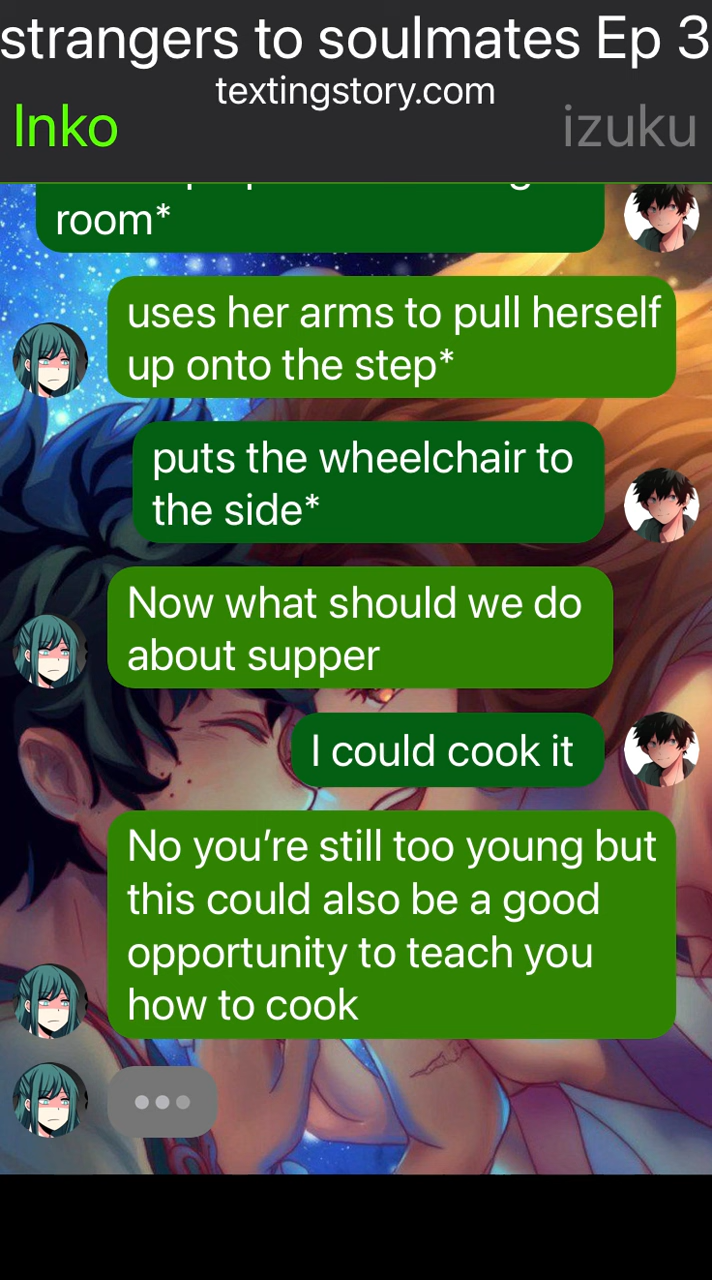 strangers to soulmates Ep 3
textingstory.com
Inko
izuku
room*
uses her arms to pull herself
up onto the step*
puts the wheelchair to
the side*
Now what should we do
about supper
I could cook it
No you’re still too young but
this could also be a good
opportunity to teach you
how to cook